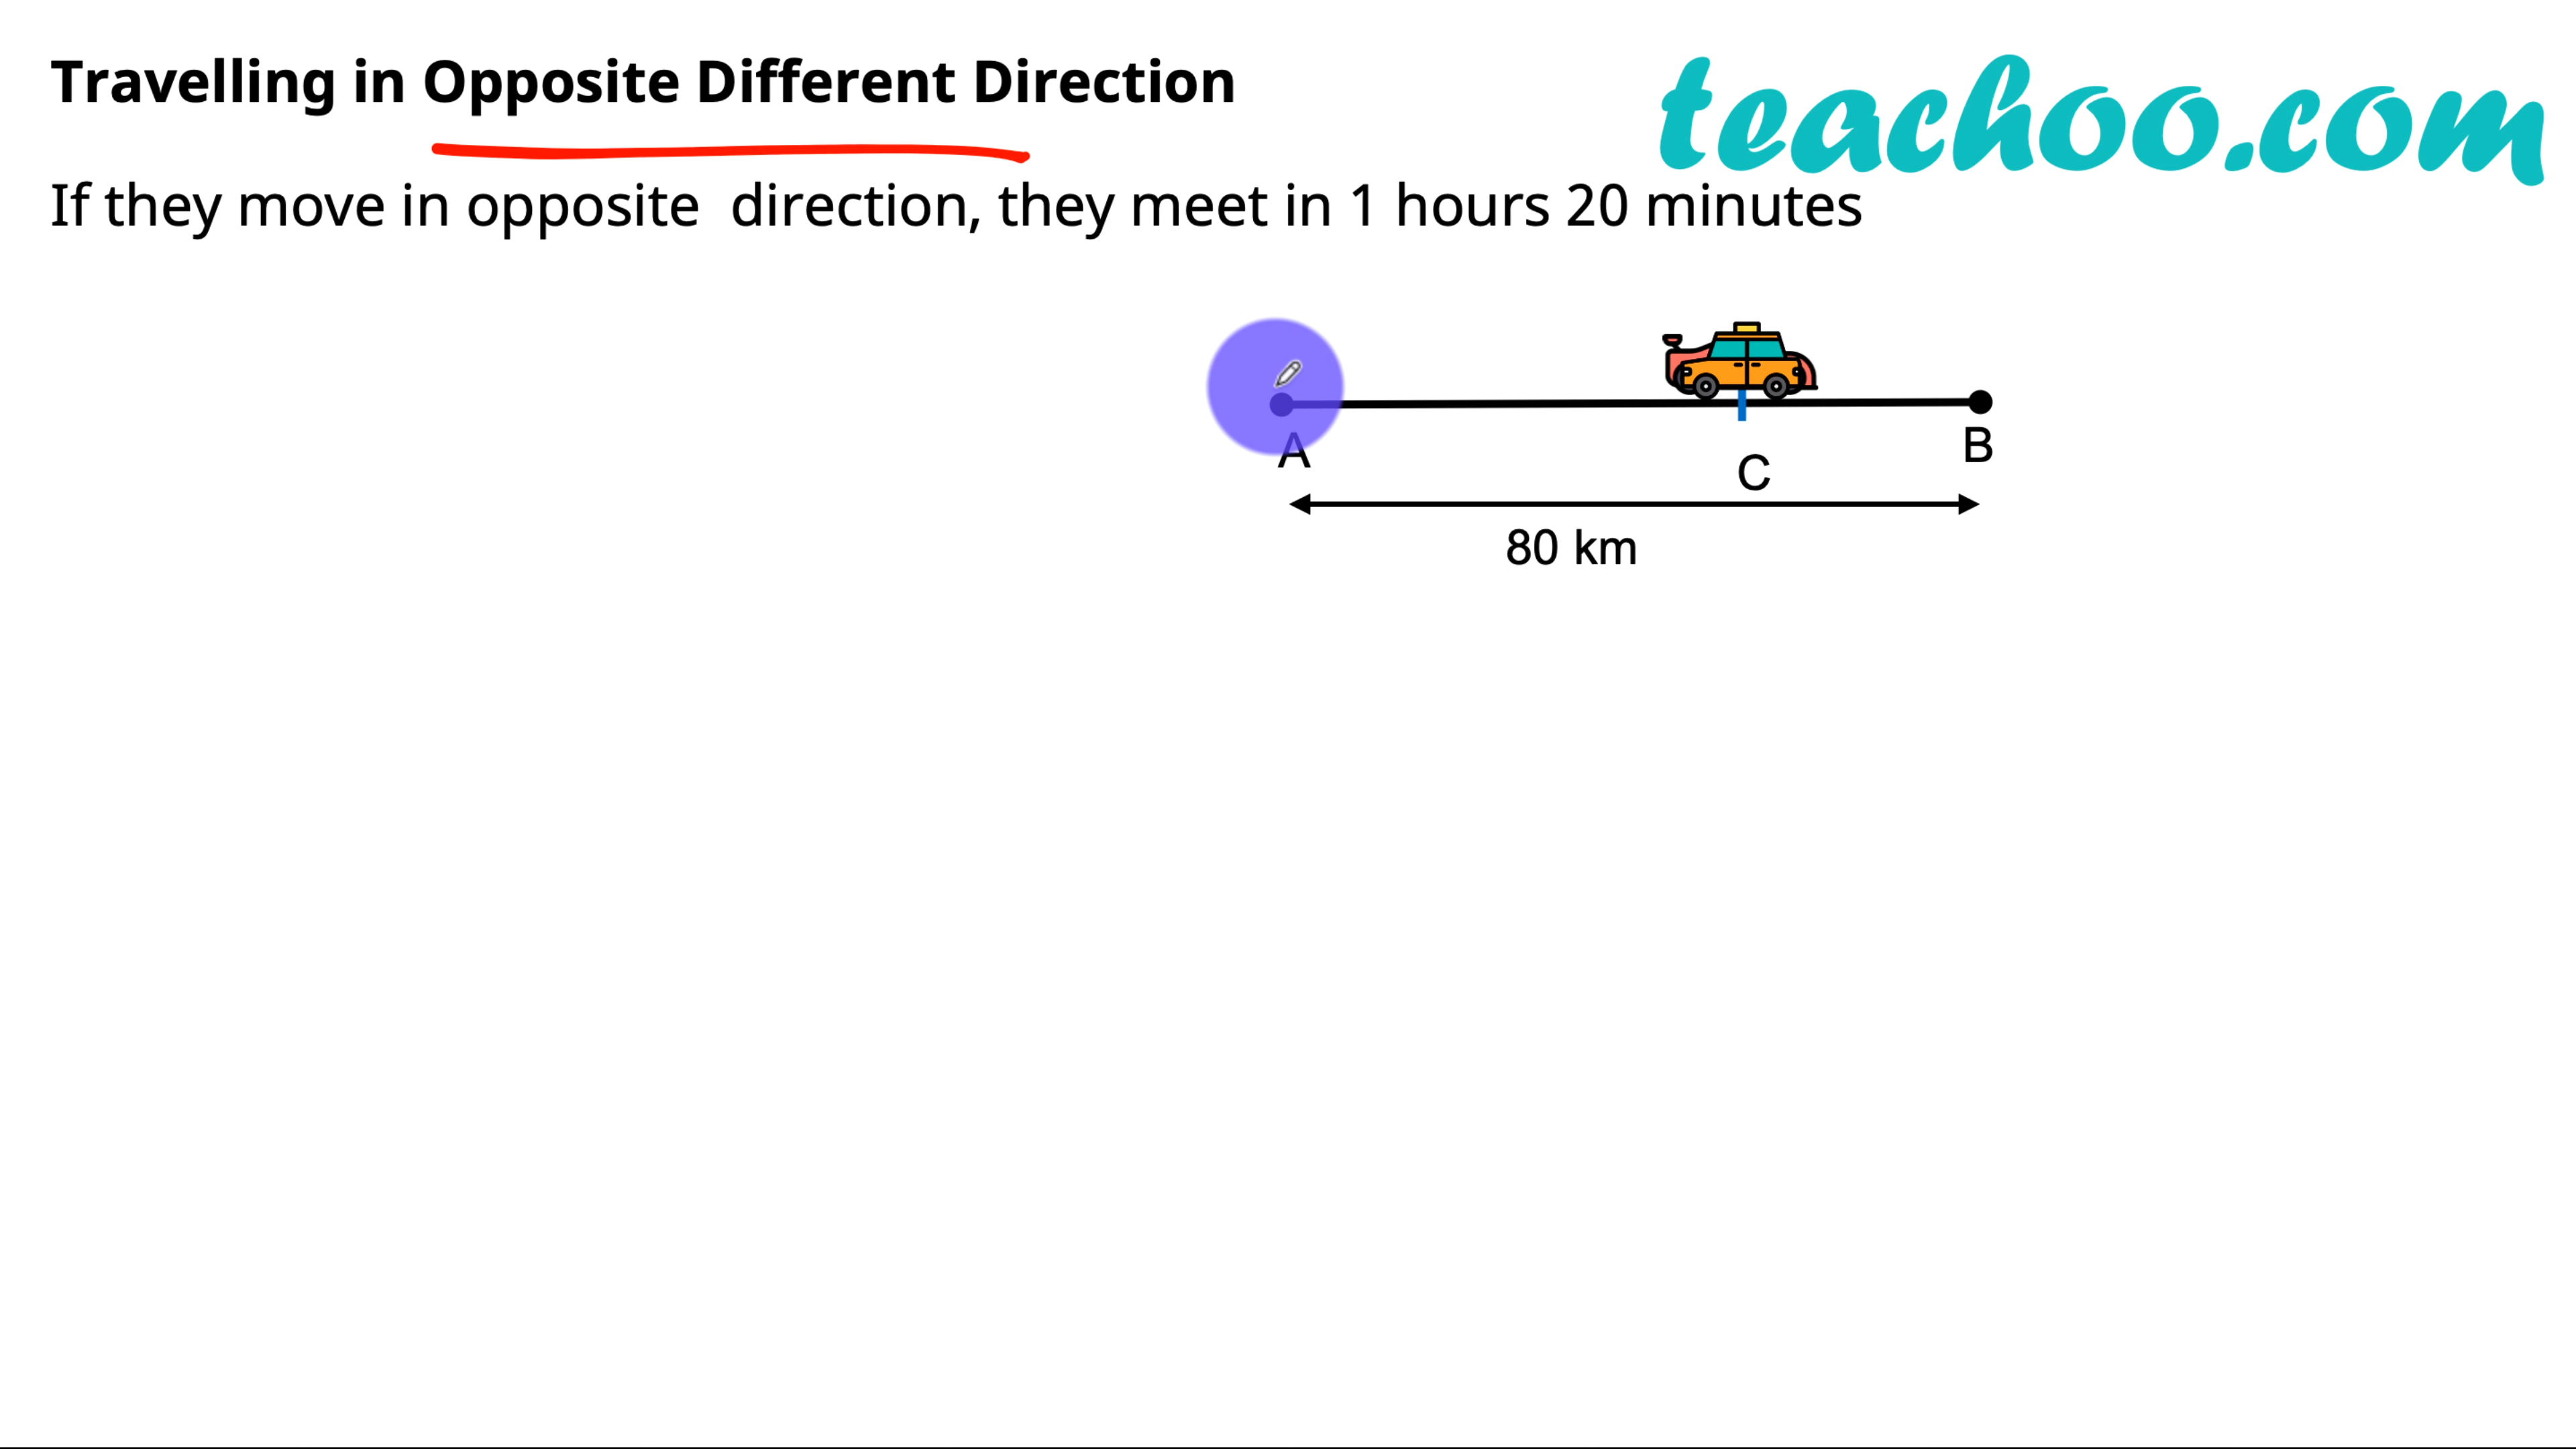 Travelling in Opposite Different Direction
teachoo.com
If they move in opposite  direction, they meet in 1 hours 20 minutes
A
B
C
80 km